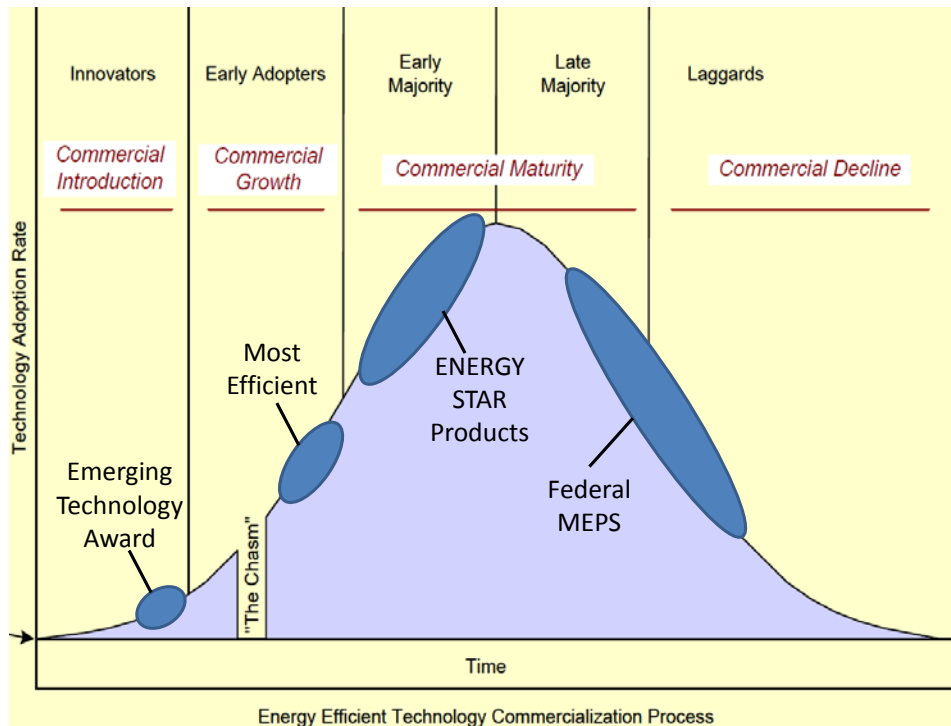 Innovators
Early Adopters
Early
Majority
Late
Majority
Laggards
Commercial
Introduction
Commercial
Growth
Commercial Maturity
Commercial Decline
Technology Adoption Rate
Most
Efficient
ENERGY
STAR
Products
Emerging
Technology
Award
Federal
MEPS
"The Chasm"
Time
Energy Efficient Technology Commercialization Process